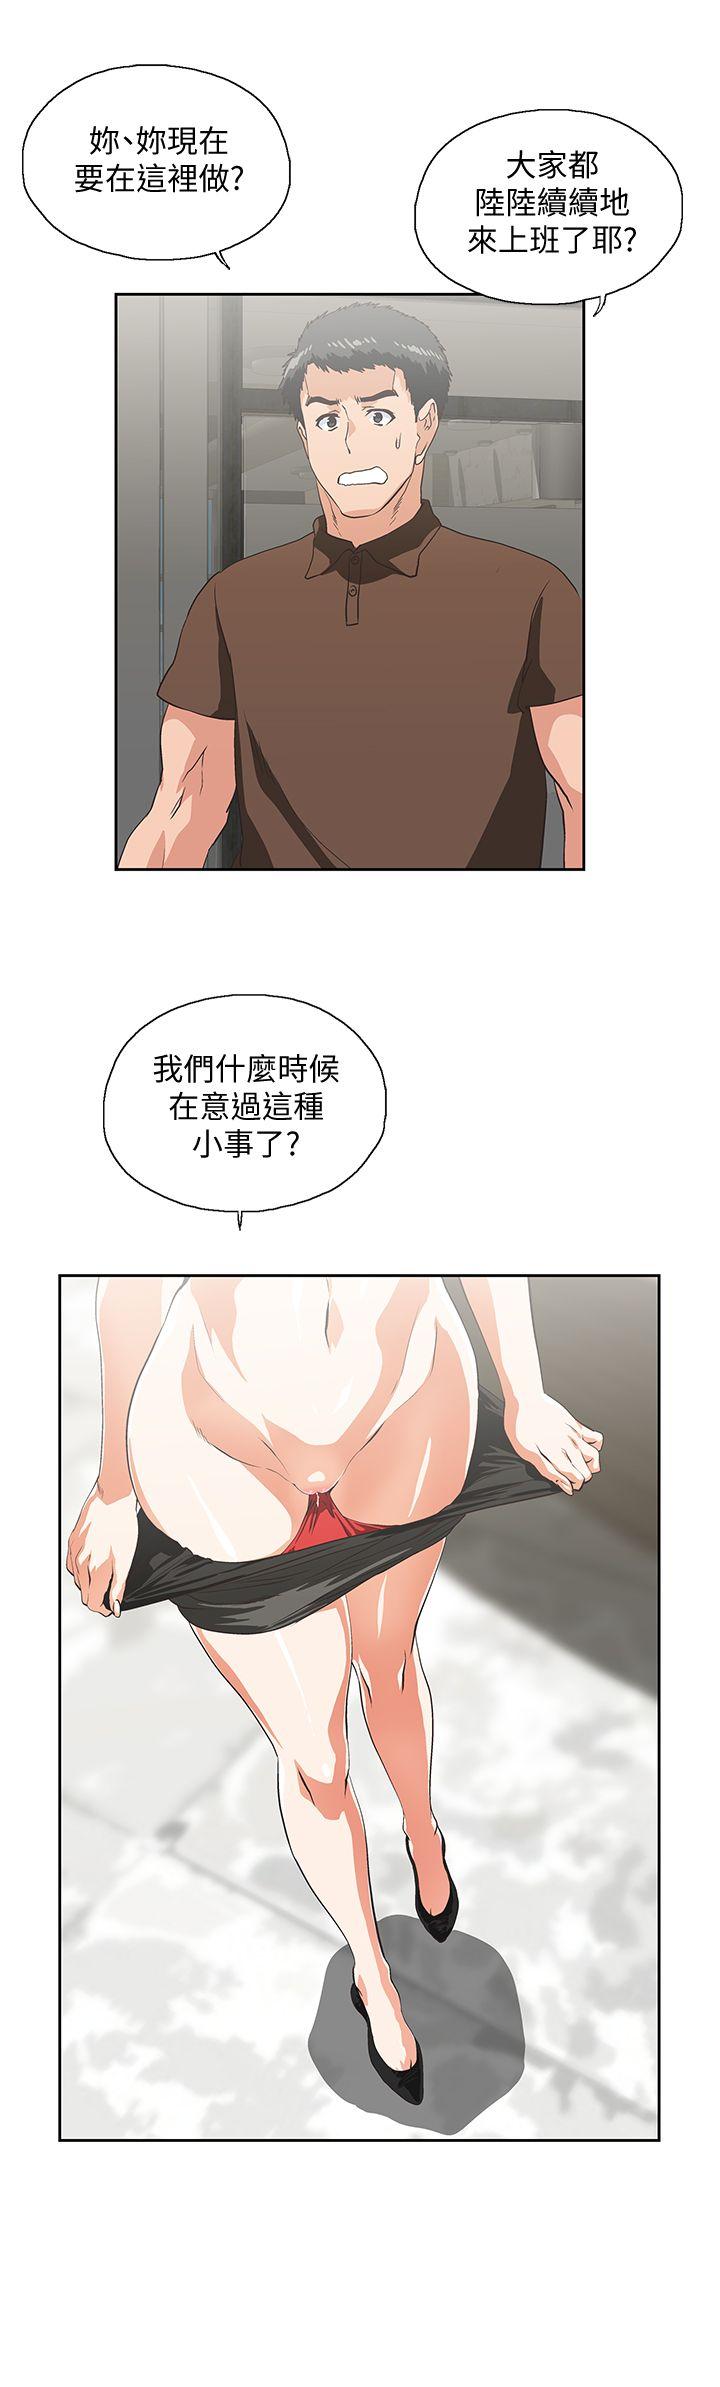 妳、妳現在
要在這裡做?
大家都
陸陸續續地
來上班了耶?
我們什麼時候
在意過這種
小事了?